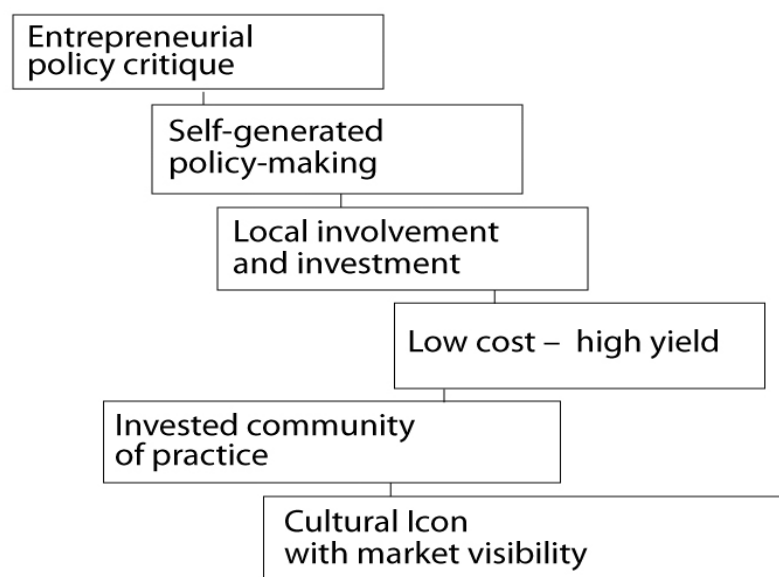 Entrepreneurial
policy critique
Self-generated
policy-making
Local involvement
and investment
Low cost – high yield
Invested community
of practice
Cultural Icon
with market visibility